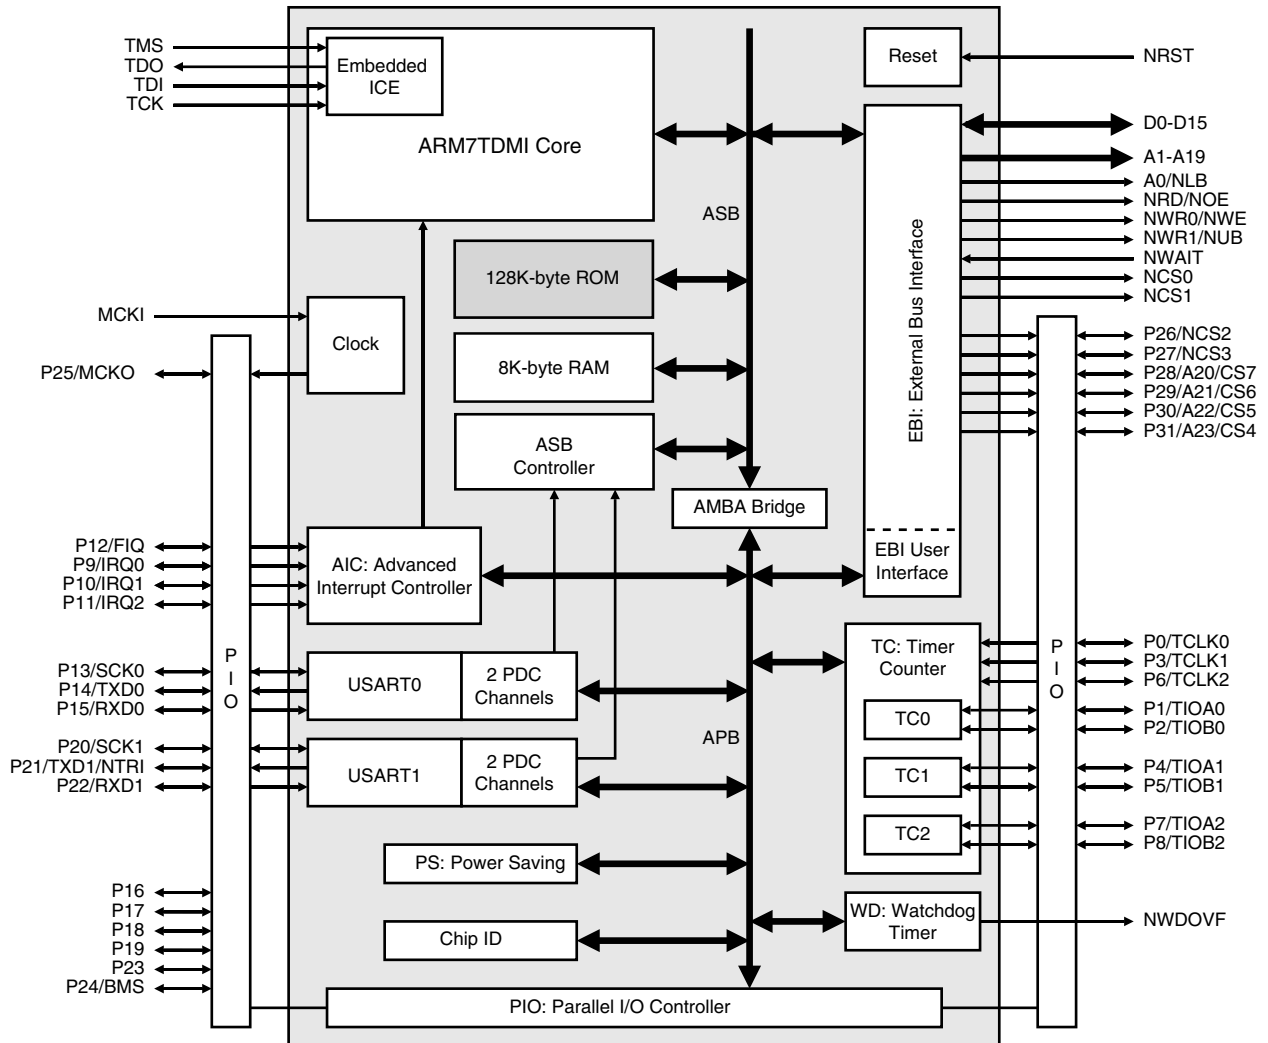 TMS
TDO
TDI
TCK
Embedded
ICE
ARM7TDMI Core
Reset
NRST
D0-D15
A1-A19
A0/NLB
NRD/NOE
NWR0/NWE
NWR1/NUB
NWAIT
NCS0
NCS1
ASB
EBI: External Bus Interface
128K-byte ROM
MCKI
Clock
8K-byte RAM
P25/MCKO
P26/NCS2
P27/NCS3
P28/A20/CS7
P29/A21/CS6
P30/A22/CS5
P31/A23/CS4
ASB
Controller
AMBA Bridge
EBI User
Interface
P12/FIQ
P9/IRQ0
P10/IRQ1
P11/IRQ2
AIC: Advanced
Interrupt Controller
PIO
P13/SCK0
P14/TXD0
P15/RXD0
USART0
2 PDC
Channels
P20/SCK1
P21/TXD1/NTRI
P22/RXD1
USART1
2 PDC
Channels
APB
TC: Timer
Counter
TC0
TC1
TC2
PIO
P0/TCLK0
P3/TCLK1
P6/TCLK2
P1/TIOA0
P2/TIOB0
P4/TIOA1
P5/TIOB1
P7/TIOA2
P8/TIOB2
PS: Power Saving
P16
P17
P18
P19
P23
P24/BMS
Chip ID
WD: Watchdog
Timer
NWDOVF
PIO: Parallel I/O Controller